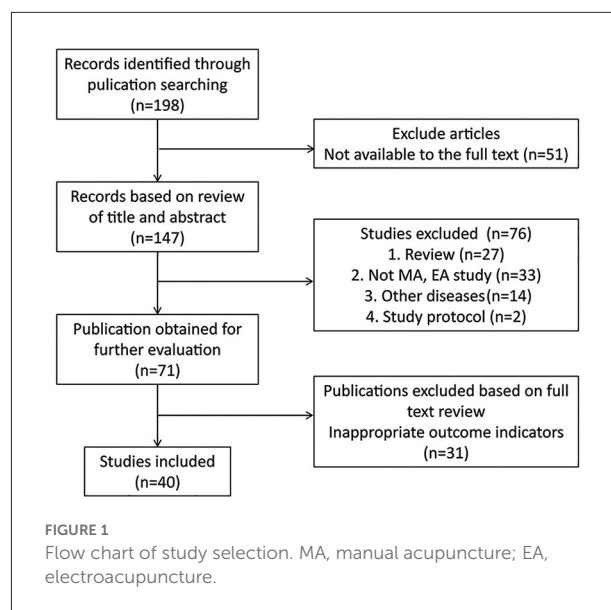 Records identified through
pulication searching
(n=198)
Exclude articles
Not available to the full text (n=51)
Records based on review
of title and abstract
(n=147)
Studies excluded (n=76)
1. Review (n=27)
2. Not MA, EA study (n=33)
3. Other diseases(n=14)
4. Study protocol (n=2)
Publication obtained for
further evaluation
(n=71)
Publications excluded based on full
text review
Inappropriate outcome indicators
(n=31)
Studies included
(n=40)
FIGURE 1
Flow chart of study selection. MA, manual acupuncture; EA,
electroacupuncture.